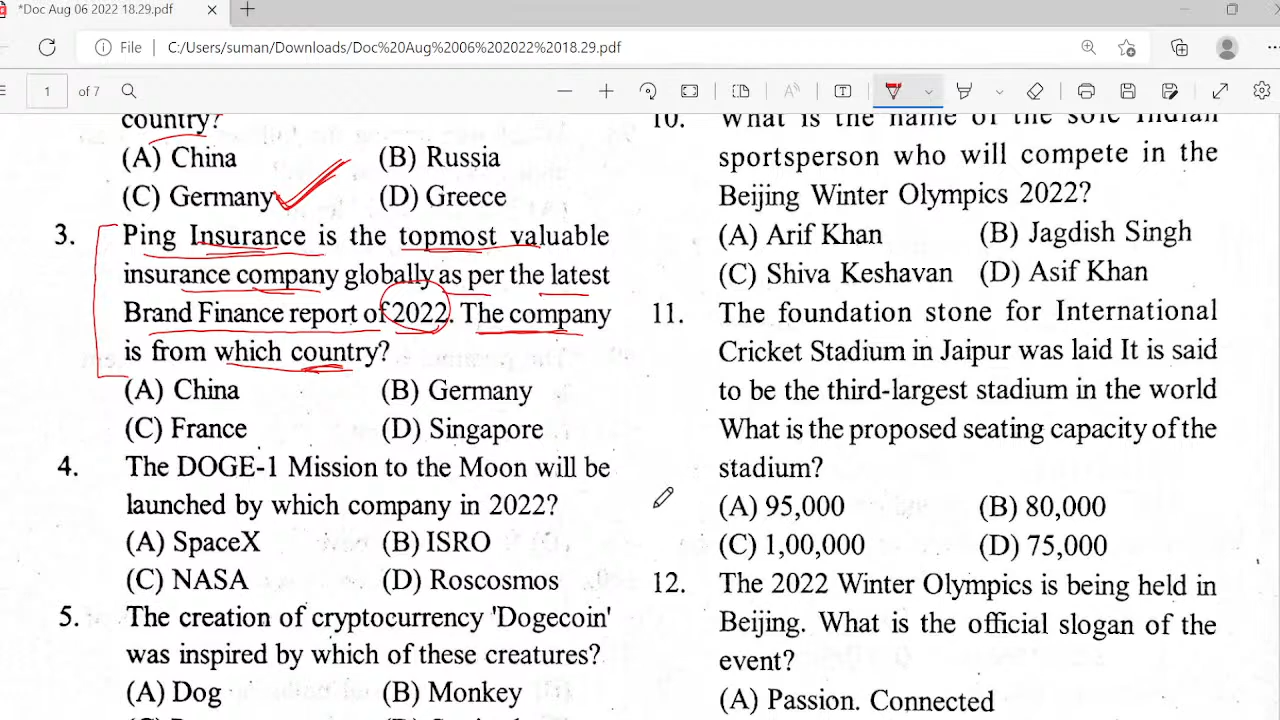 *Doc Aug 06 2022 18.29.pdf
File
C:/Users/suman/Downloads/Doc%20Aug%2006%202022%2018.29.pdf
1 of 7
country?
(A) China (B) Russia
(C) Germany (D) Greece
3. Ping Insurance is the topmost valuable
insurance company globally as per the latest
Brand Finance report of 2022. The company
is from which country?
(A) China (B) Germany
(C) France (D) Singapore
4. The DOGE-1 Mission to the Moon will be
launched by which company in 2022?
(A) SpaceX (B) ISRO
(C) NASA (D) Roscosmos
5. The creation of cryptocurrency 'Dogecoin'
was inspired by which of these creatures?
(A) Dog (B) Monkey
10. What is the name of the sole Indian
sportsperson who will compete in the
Beijing Winter Olympics 2022?
(A) Arif Khan (B) Jagdish Singh
(C) Shiva Keshavan (D) Asif Khan
11. The foundation stone for International
Cricket Stadium in Jaipur was laid It is said
to be the third-largest stadium in the world
What is the proposed seating capacity of the
stadium?
(A) 95,000 (B) 80,000
(C) 1,00,000 (D) 75,000
12. The 2022 Winter Olympics is being held in
Beijing. What is the official slogan of the
event?
(A) Passion. Connected